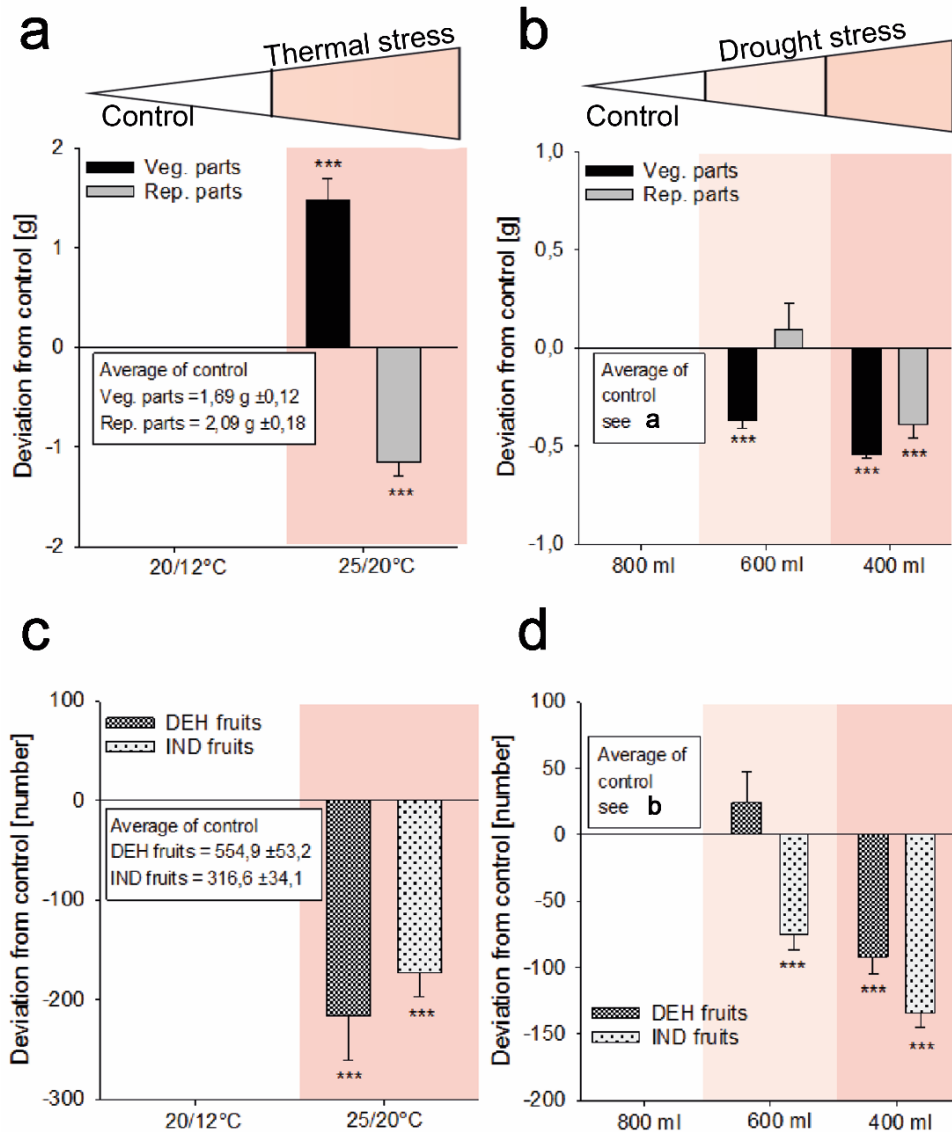 a
Thermal stress
Control
Deviation from control [g]
2
1
0
-1
-2
Veg. parts
Rep. parts
***
***
Average of control
Veg. parts =1,69 g ±0,12
Rep. parts = 2,09 g ±0,18
20/12°C
25/20°C
b
Drought stress
Control
Deviation from control [g]
1,0
0,5
0,0
-0,5
-1,0
Veg. parts
Rep. parts
Average of
control
see a
***
***
***
800 ml
600 ml
400 ml
c
Deviation from control [number]
100
0
-100
-200
-300
DEH fruits
IND fruits
Average of control
DEH fruits = 554,9 ±53,2
IND fruits = 316,6 ±34,1
***
***
20/12°C
25/20°C
d
Deviation from control [number]
100
50
0
-50
-100
-150
-200
Average of
control
see b
***
***
***
DEH fruits
IND fruits
800 ml
600 ml
400 ml